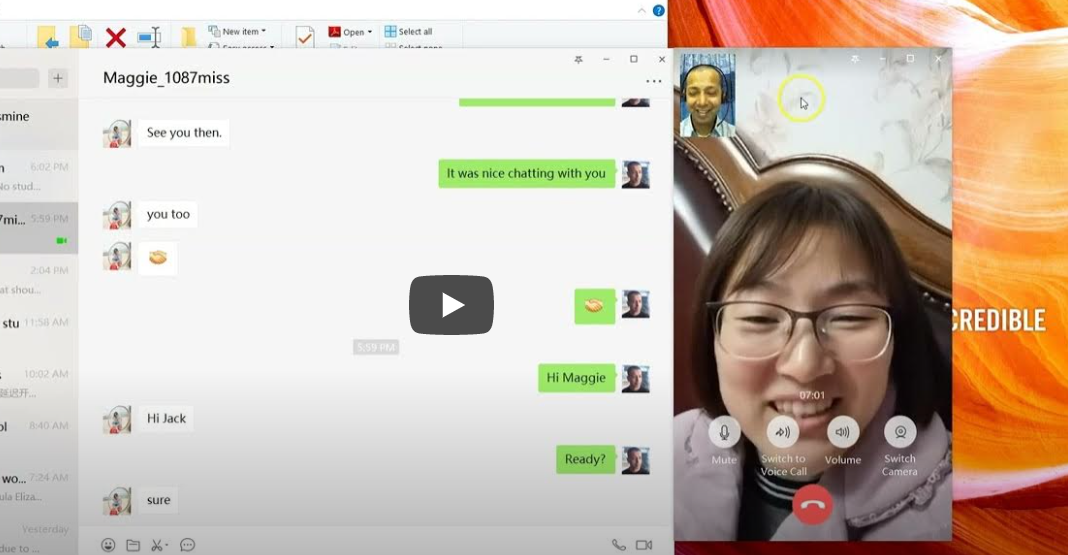 New item
Open
Select all
Maggie_1087miss
smine
6:02 PM
No stud...
7mi...
5:59 PM
2:04 PM
at shou...
stu
11:58 AM
10:02 AM
8:40 AM
wo...
7:24 AM
ula Eliza...
Yesterday
due to ...
See you then.
It was nice chatting with you
you too
5:59 PM
Hi Maggie
Hi Jack
Ready?
sure
07:01
Mute
Switch to
Voice Call
Volume
Switch
Camera
CREDIBLE